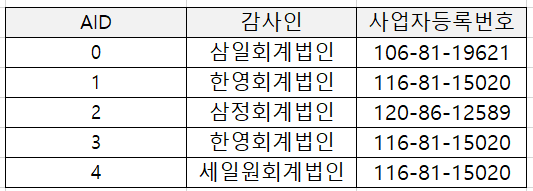 AID 감사인 사업자등록번호
0 삼일회계법인 106-81-19621
1 한영회계법인 116-81-15020
2 삼정회계법인 120-86-12589
3 한영회계법인 116-81-15020
4 세일원회계법인 116-81-15020